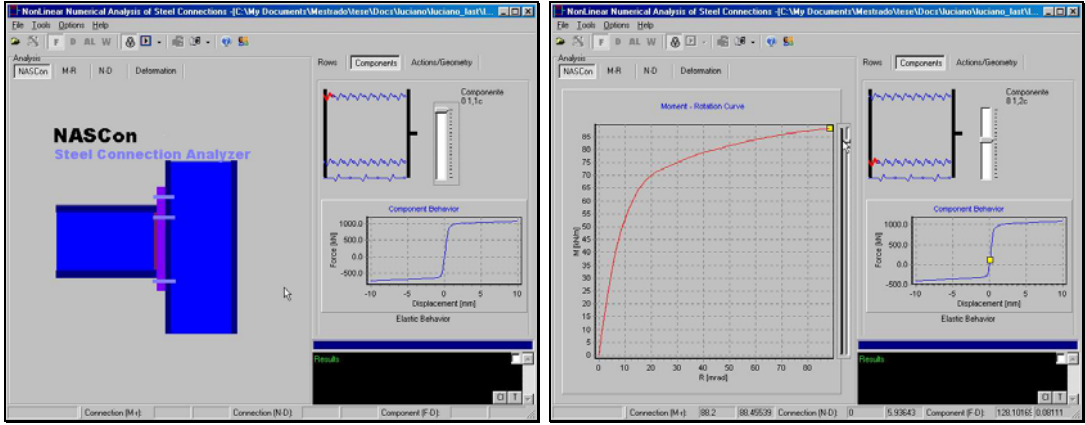 NonLinear Numerical Analysis of Steel Connections -[C:\My Documents\Mestrado\tese\Docs\luciano\luciano_last\I...
File Tools Options Help
F D AL W
Analysis
NASCon M-R N-D Deformation
NASCon
Steel Connection Analyzer
Rows Components Actions/Geometry
Componente
0 1,1c
Component Behavior
1000.0
500.0
0.0
-500.0
Force [kN]
-10 -5 0 5 10
Displacement [mm]
Elastic Behavior
Results
O T
Connection (M-r): Connection (N-D): Component (F-D):
NonLinear Numerical Analysis of Steel Connections -[C:\My Documents\Mestrado\tese\Docs\luciano\luciano_last\I...
File Tools Options Help
F D AL W
Analysis
NASCon M-R N-D Deformation
Moment - Rotation Curve
85
80
75
70
65
60
55
50
45
40
35
30
25
20
15
10
5
0
0 10 20 30 40 50 60 70 80
R [mrad]
Rows Components Actions/Geometry
Componente
0 1,2c
Component Behavior
1000.0
500.0
0.0
-500.0
Force [kN]
-10 -5 0 5 10
Displacement [mm]
Elastic Behavior
Results
O T
Connection (M-r): 88.2 88.45539 Connection (N-D): 0 5.93643 Component (F-D): 128.10165 0.08111